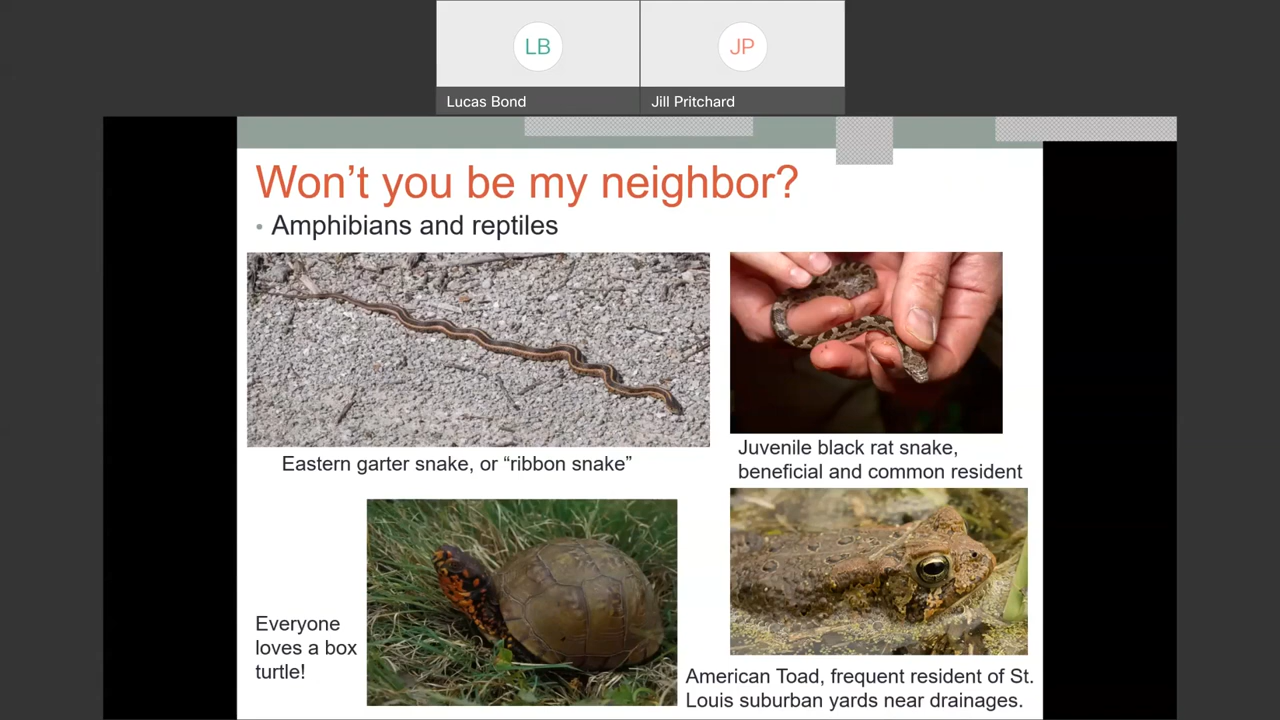 LB
JP
Lucas Bond
Jill Pritchard
Won’t you be my neighbor?
• Amphibians and reptiles
Eastern garter snake, or “ribbon snake”
Juvenile black rat snake,
beneficial and common resident
Everyone
loves a box
turtle!
American Toad, frequent resident of St.
Louis suburban yards near drainages.